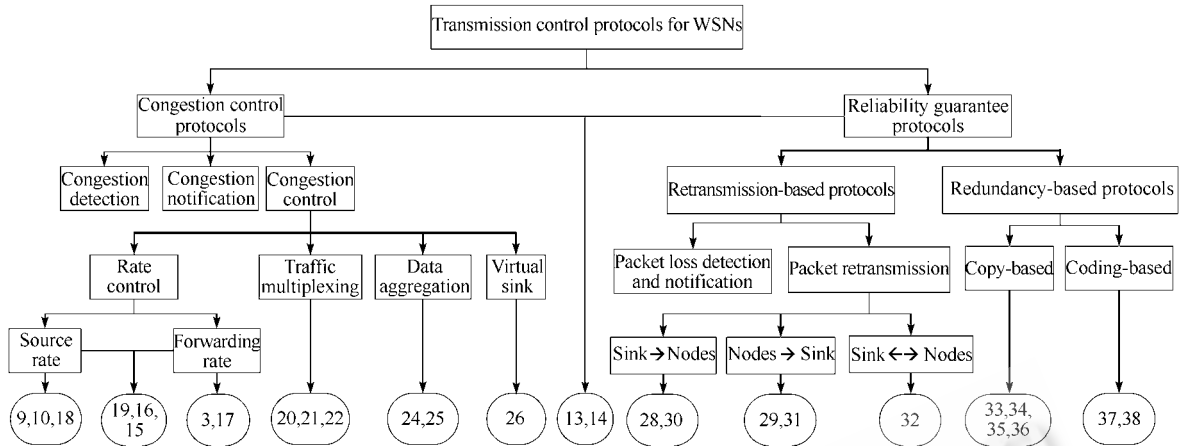 Transmission control protocols for WSNs
Congestion control
protocols
Reliability guarantee
protocols
Congestion
detection
Congestion
notification
Congestion
control
Retransmission-based protocols
Redundancy-based protocols
Rate
control
Traffic
multiplexing
Data
aggregation
Virtual
sink
Packet loss detection
and notification
Packet retransmission
Copy-based
Coding-based
Source
rate
Forwarding
rate
Sink → Nodes
Nodes → Sink
Sink ←→ Nodes
9,10,18
19,16,
15
3,17
20,21,22
24,25
26
13,14
28,30
29,31
32
33,34,
35,36
37,38